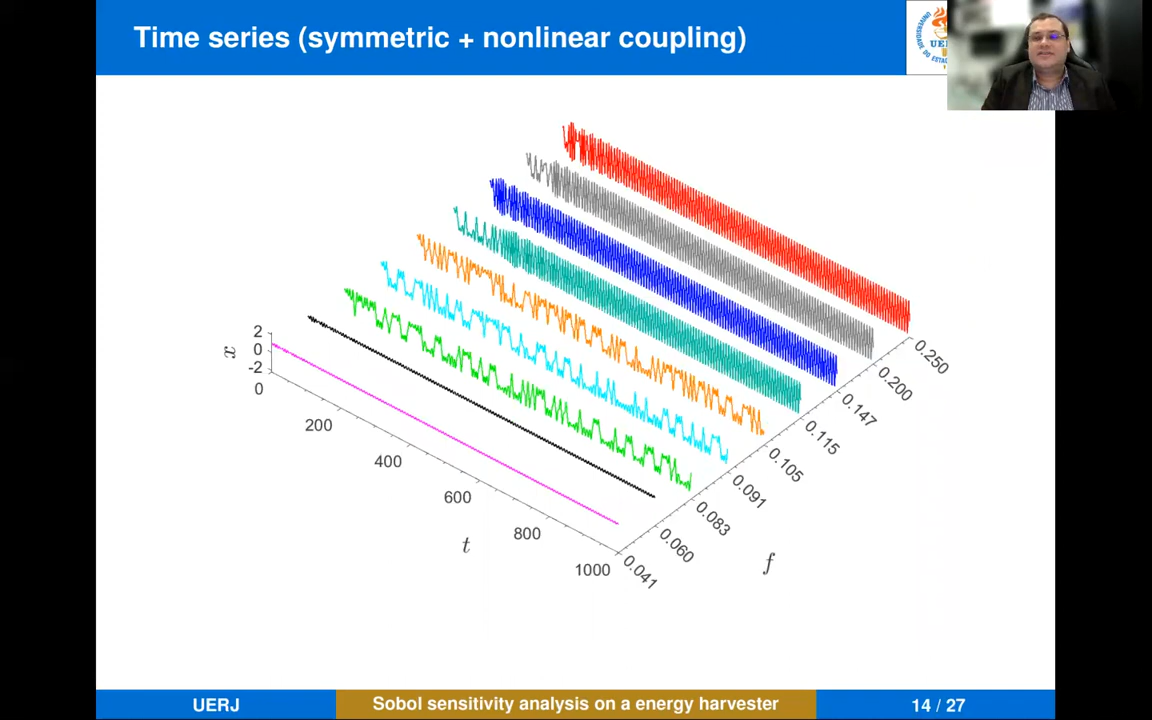 Time series (symmetric + nonlinear coupling)
2
0
-2
x
0
200
400
600
800
1000
t
0.041
0.060
0.083
0.091
0.105
0.115
0.147
0.200
0.250
f
UERJ
Sobol sensitivity analysis on a energy harvester
14 / 27